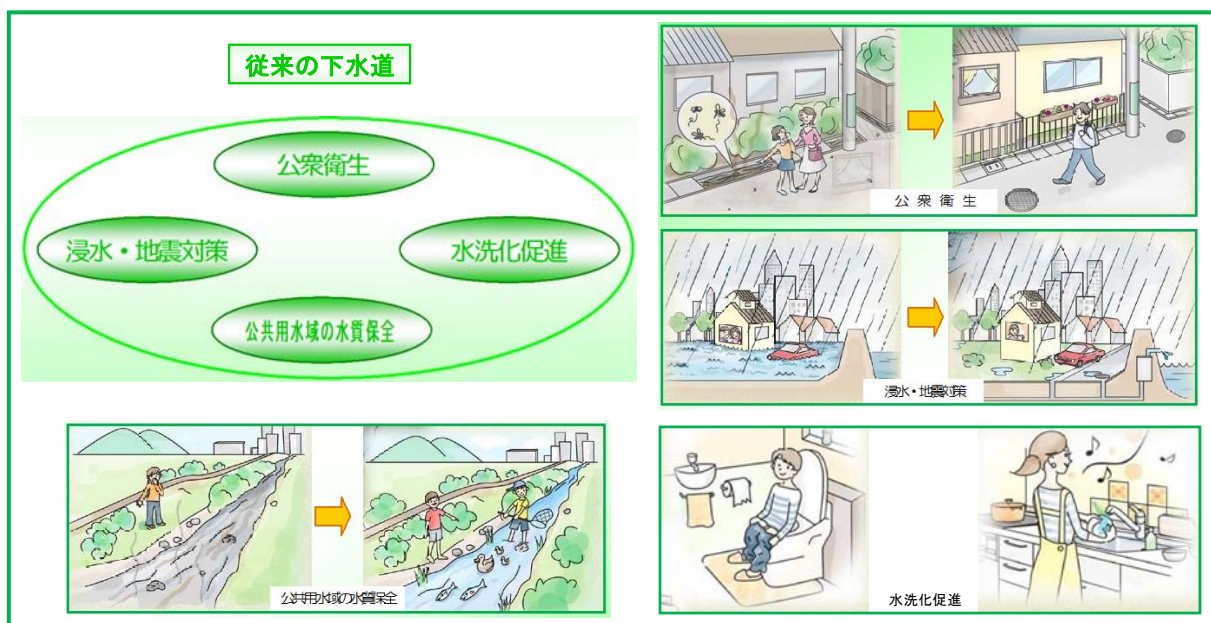 従来の下水道
公衆衛生
浸水・地震対策
水洗化促進
公共用水域の水質保全
公衆衛生
浸水・地震対策
公共用水域の水質保全
水洗化促進